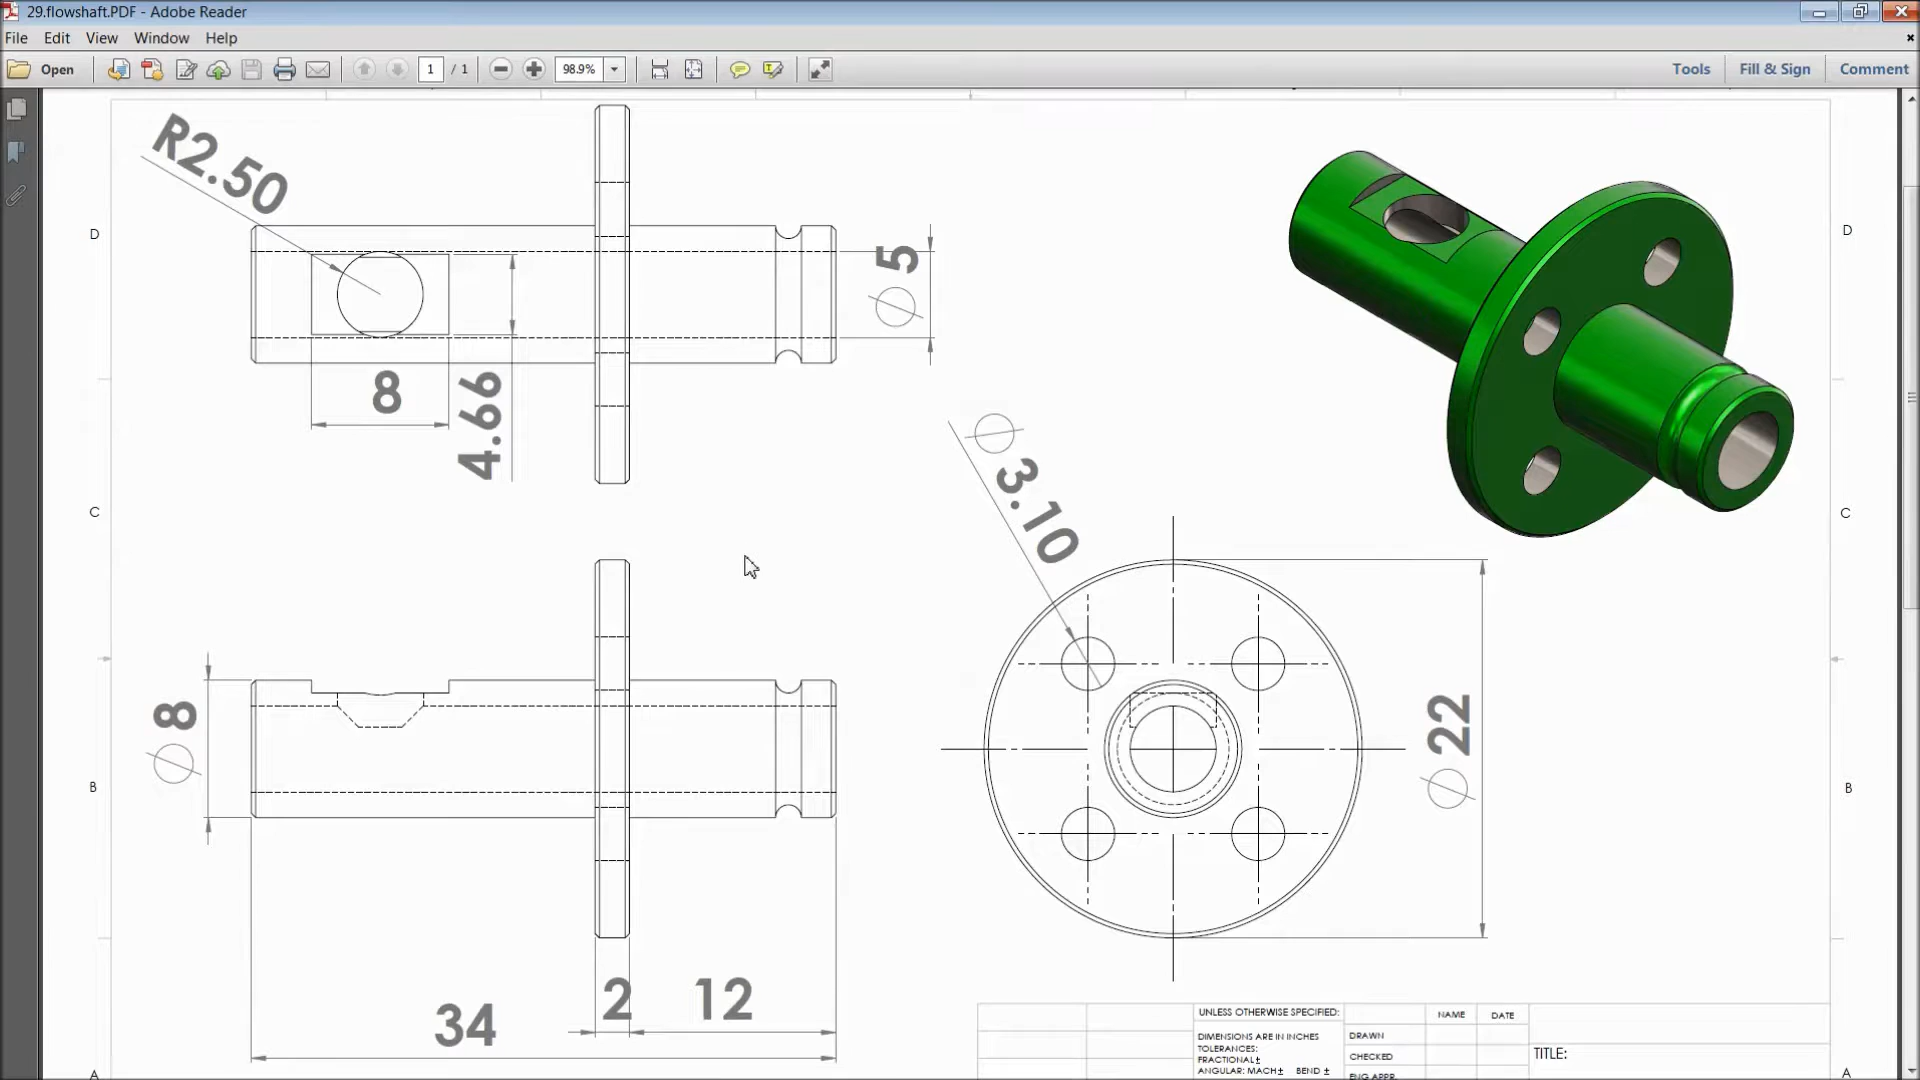 29.flowshaft.PDF - Adobe Reader
File Edit View Window Help
Open 1 / 1 98.9% Tools Fill & Sign Comment
R2.50
D
D
∅ 5
8
4.66
∅ 3.10
C
C
∅ 8
∅ 22
B
B
34
2
12
UNLESS OTHERWISE SPECIFIED:
NAME
DATE
DIMENSIONS ARE IN INCHES
TOLERANCES:
FRACTIONAL±
ANGULAR: MACH± BEND ±
DRAWN
CHECKED
ENG APPR.
TITLE:
A
A